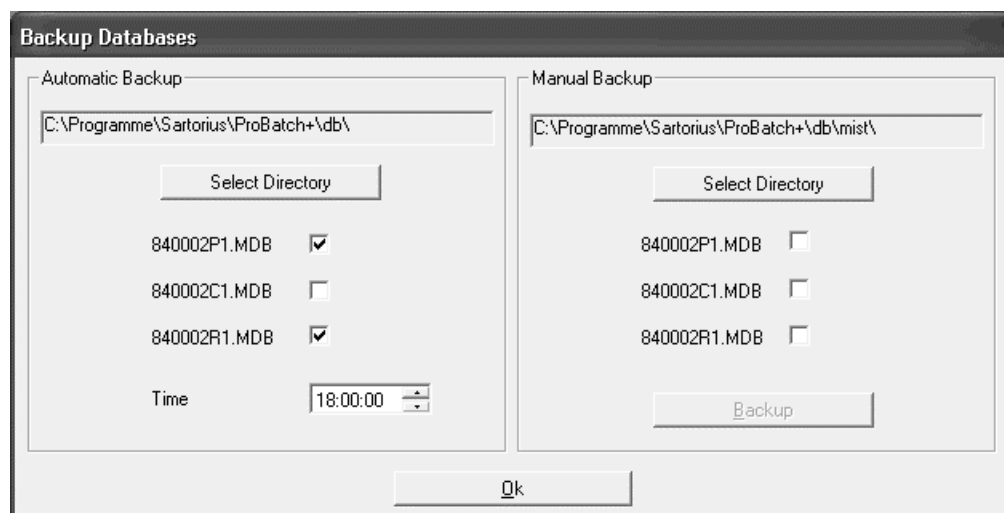 Backup Databases
Automatic Backup
C:\Programme\Sartorius\ProBatch+\db\
Select Directory
840002P1.MDB
840002C1.MDB
840002R1.MDB
Time
18:00:00
Manual Backup
C:\Programme\Sartorius\ProBatch+\db\mist\
Select Directory
840002P1.MDB
840002C1.MDB
840002R1.MDB
Backup
Ok